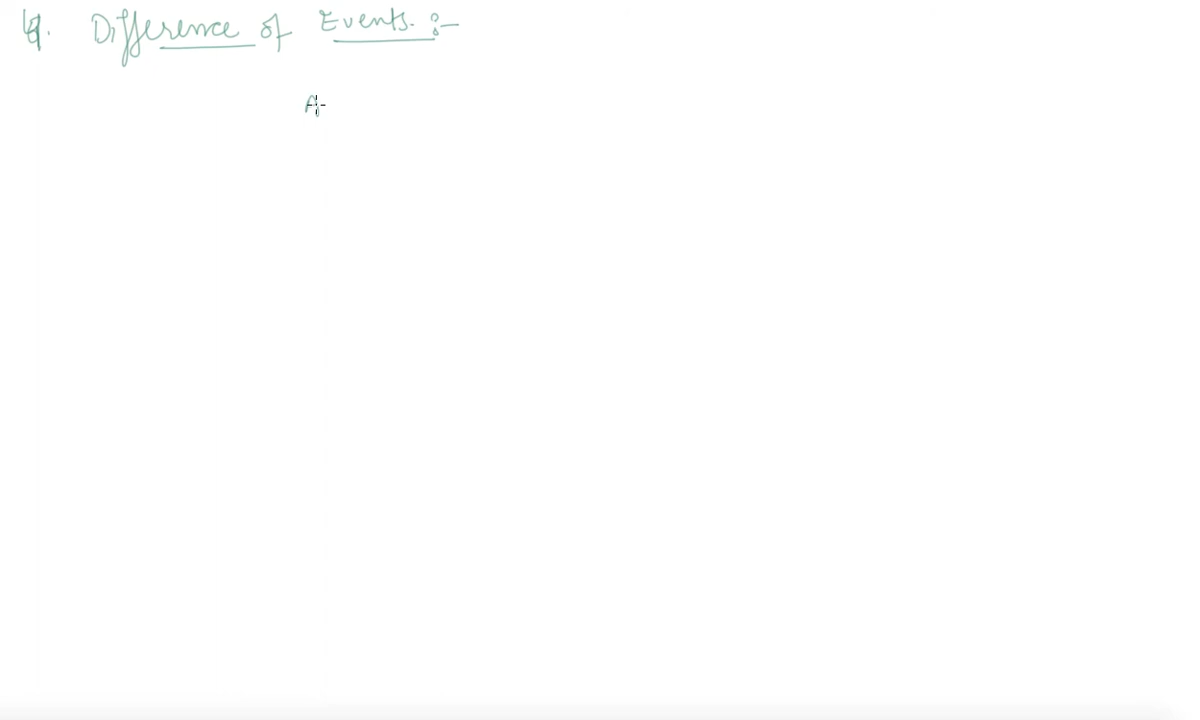 4. Difference of Events. :-
A